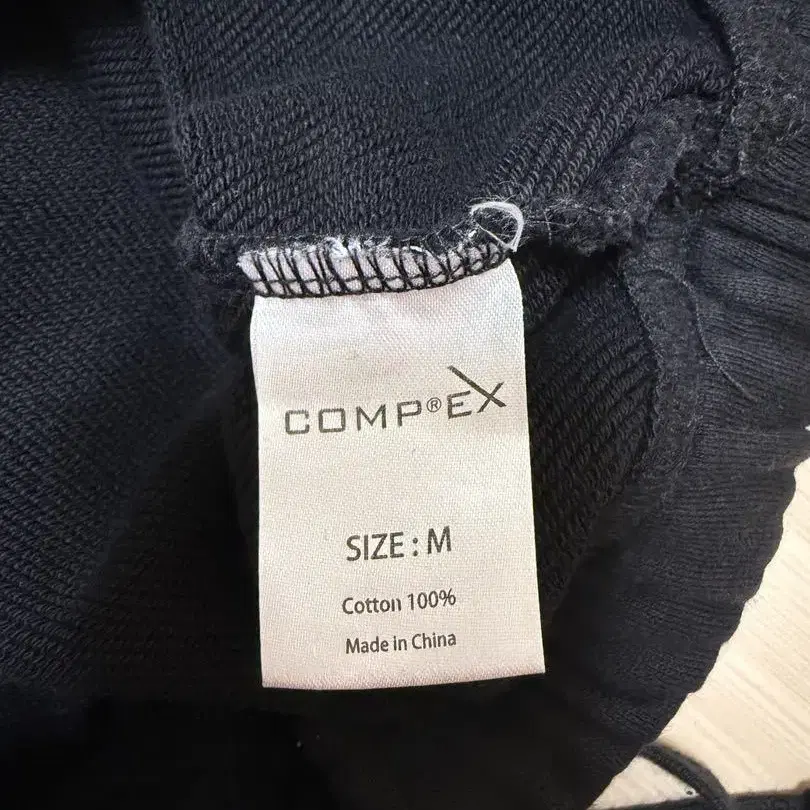 COMP®EX
SIZE : M
Cotton 100%
Made in China